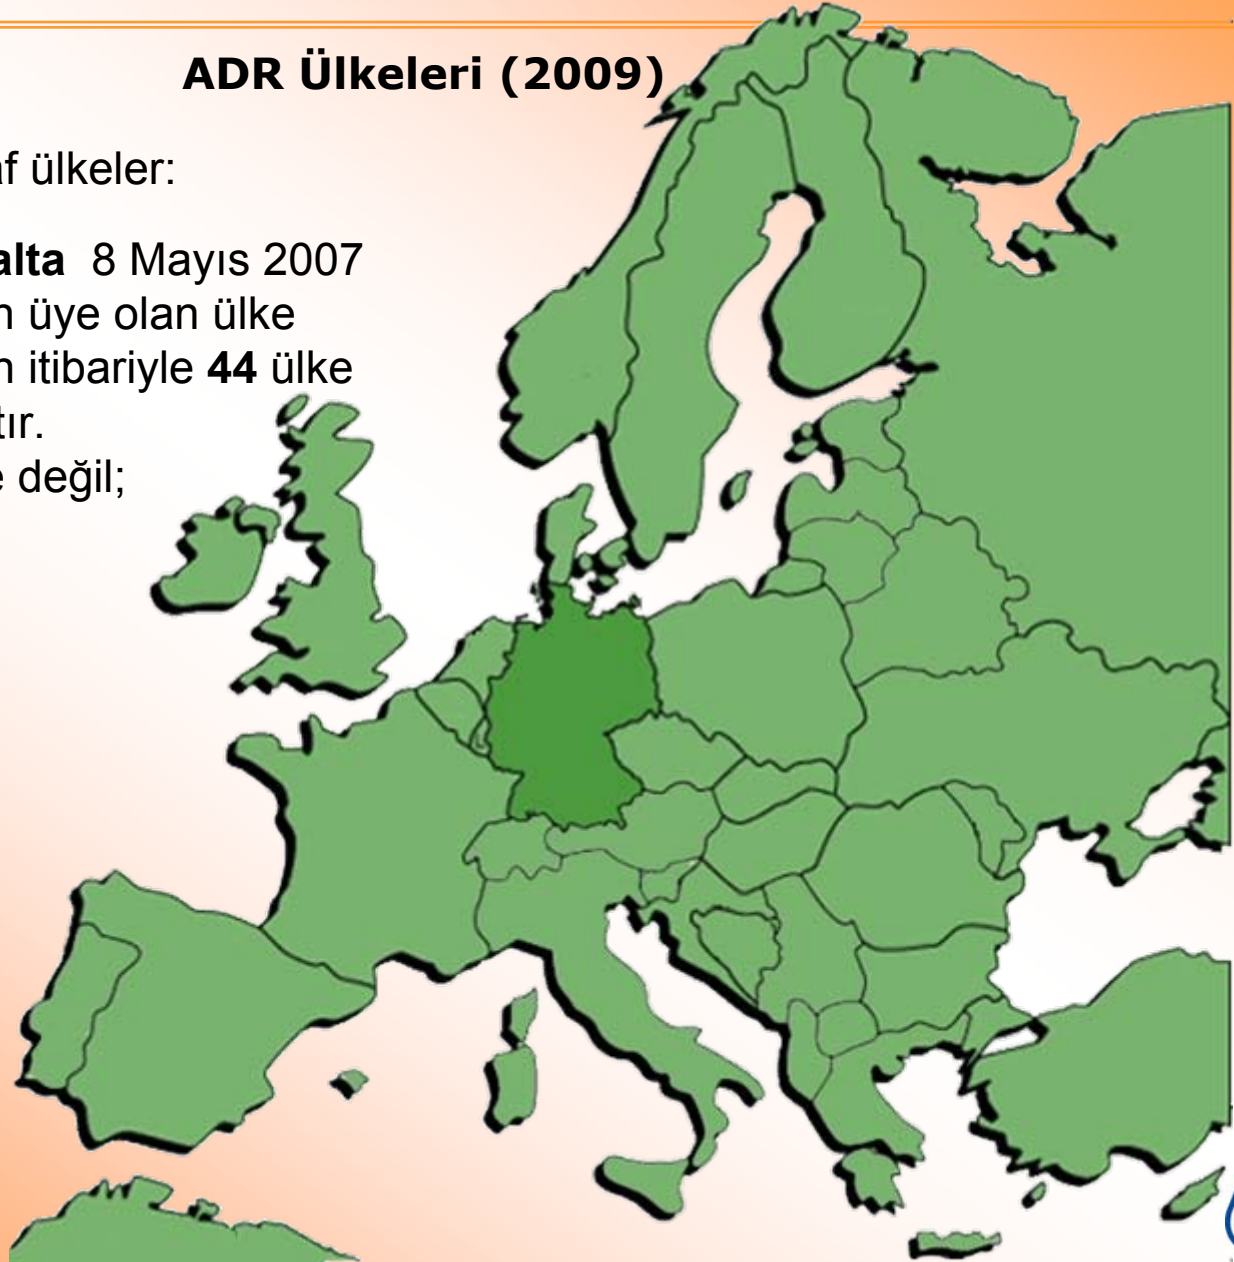 ADR Ülkeleri (2009)
af ülkeler:
alta 8 Mayıs 2007
n üye olan ülke
n itibariyle 44 ülke
tır.
e değil;